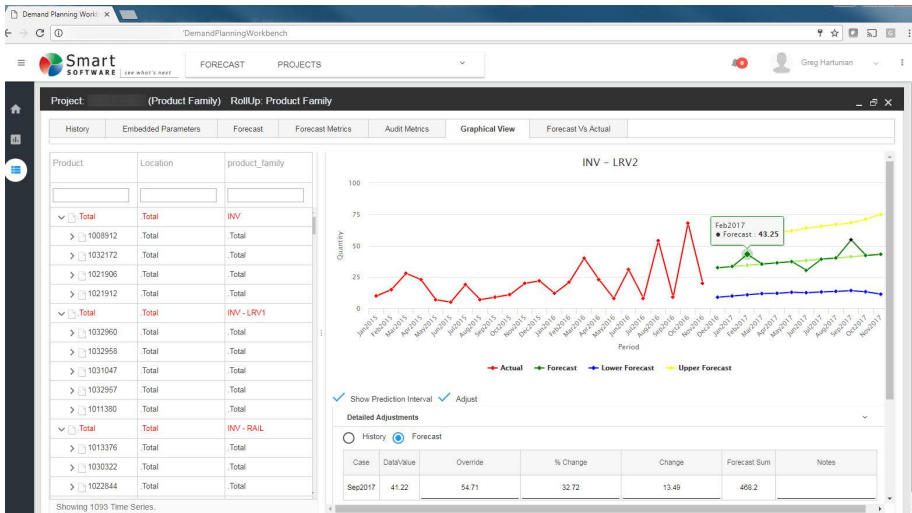 Demand Planning Workb
'DemandPlanningWorkbench
Smart
SOFTWARE see what's next
FORECAST PROJECTS
Greg Hartunian
Project: (Product Family) RollUp: Product Family
History Embedded Parameters Forecast Forecast Metrics Audit Metrics Graphical View Forecast Vs Actual
Product Location product_family
.Total .Total INV
1008912 .Total .Total
1032172 .Total .Total
1021906 .Total .Total
1021912 .Total .Total
.Total .Total INV - LRV1
1032960 .Total .Total
1032958 .Total .Total
1031047 .Total .Total
1032957 .Total .Total
1011380 .Total .Total
.Total .Total INV - RAIL
1013376 .Total .Total
1030322 .Total .Total
1022844 .Total .Total
Showing 1093 Time Series.
INV - LRV2
100
75
50
25
0
Quantity
Feb2017
Forecast : 43.25
Jan2015 Feb2015 Mar2015 Apr2015 May2015 Jun2015 Jul2015 Aug2015 Sep2015 Oct2015 Nov2015 Dec2015 Jan2016 Feb2016 Mar2016 Apr2016 May2016 Jun2016 Jul2016 Aug2016 Sep2016 Oct2016 Nov2016 Dec2016 Jan2017 Feb2017 Mar2017 Apr2017 May2017 Jun2017 Jul2017 Aug2017 Sep2017 Oct2017 Nov2017
Period
Actual Forecast Lower Forecast Upper Forecast
Show Prediction Interval Adjust
Detailed Adjustments
History Forecast
Case DataValue Override % Change Change Forecast Sum Notes
Sep2017 41.22 54.71 32.72 13.49 468.2